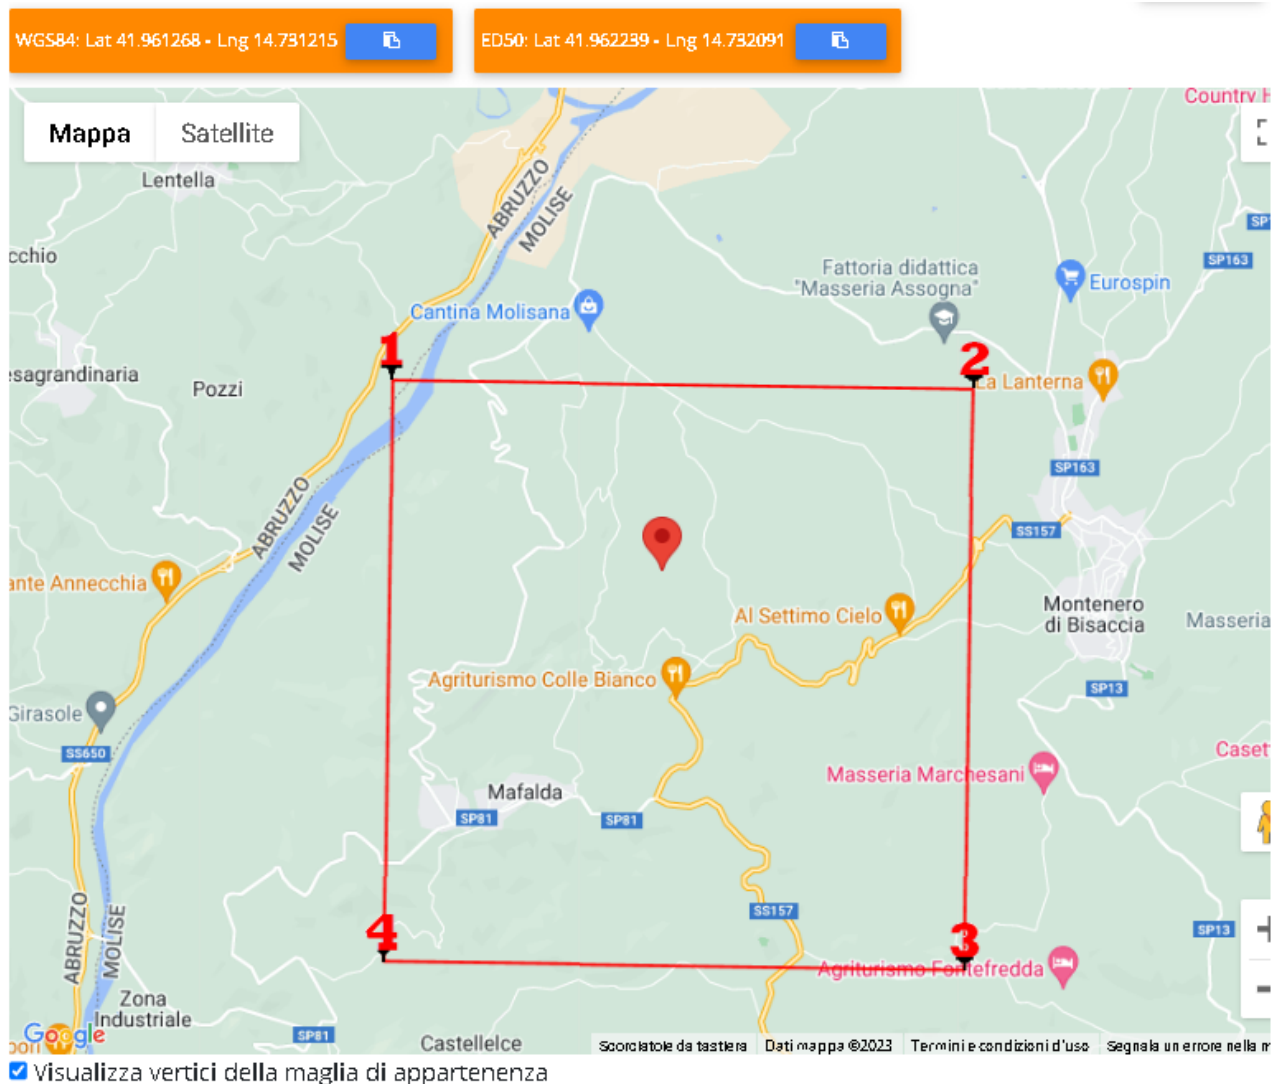 WGS84: Lat 41.961268 - Lng 14.731215
ED50: Lat 41.962239 - Lng 14.732091
Mappa
Satellite
Country
Lentella
ABRUZZO
MOLISE
SP163
cchio
Fattoria didattica
"Masseria Assogna"
Eurospin
Cantina Molisana
1
2
esagrandinaria
Pozzi
La Lanterna
SP163
ABRUZZO
MOLISE
SS157
ante Annecchia
Al Settimo Cielo
Montenero
di Bisaccia
Masseria
Agriturismo Colle Bianco
SP13
Girasole
SS650
Caset
Masseria Marchesani
Mafalda
SP81
SP81
SS157
ABRUZZO
MOLISE
4
3
SP13
Agriturismo Fontefredda
Zona
Industriale
SP81
Castellelce
Google
Scorciatoie da tastiera
Dati mappa ©2023
Termini e condizioni d'uso
Segnala un errore nella m
Visualizza vertici della maglia di appartenenza